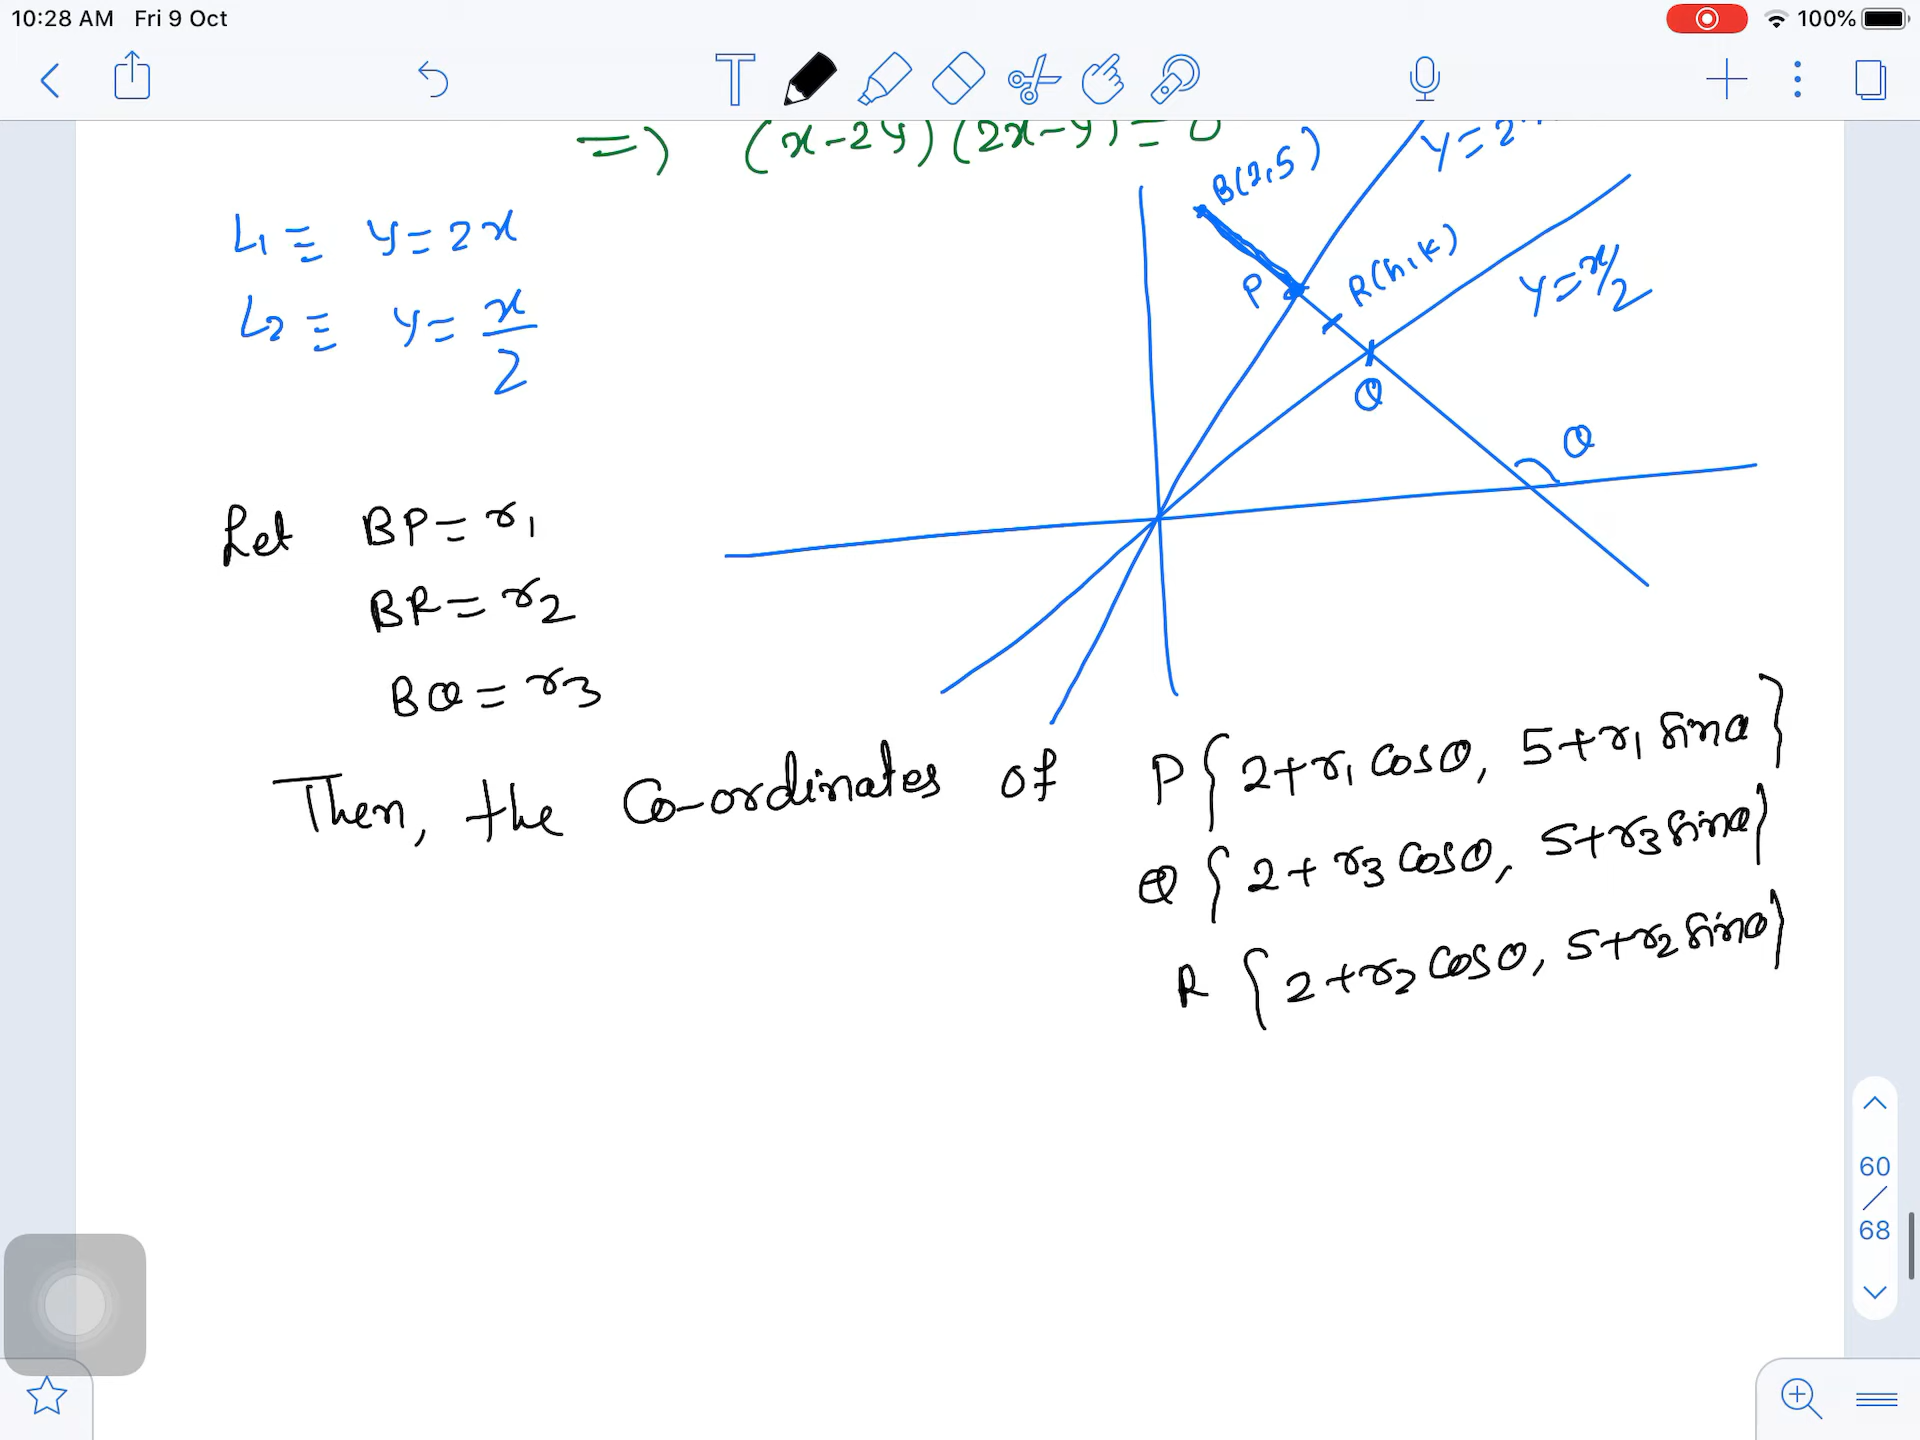 10:28 AM Fri 9 Oct
100%
=) (x-2y)(2x-y)=0
L1 ≡ y=2x
L2 ≡ y= x/2
B(2,5)
P
R(h,k)
Q
θ
y=x/2
Let BP=r1
BR=r2
BQ=r3
Then, the Co-ordinates of P{2+r1 cosθ, 5+r1 sinθ}
Q{2+r3 cosθ, 5+r3 sinθ}
R{2+r2 cosθ, 5+r2 sinθ}
60
/
68